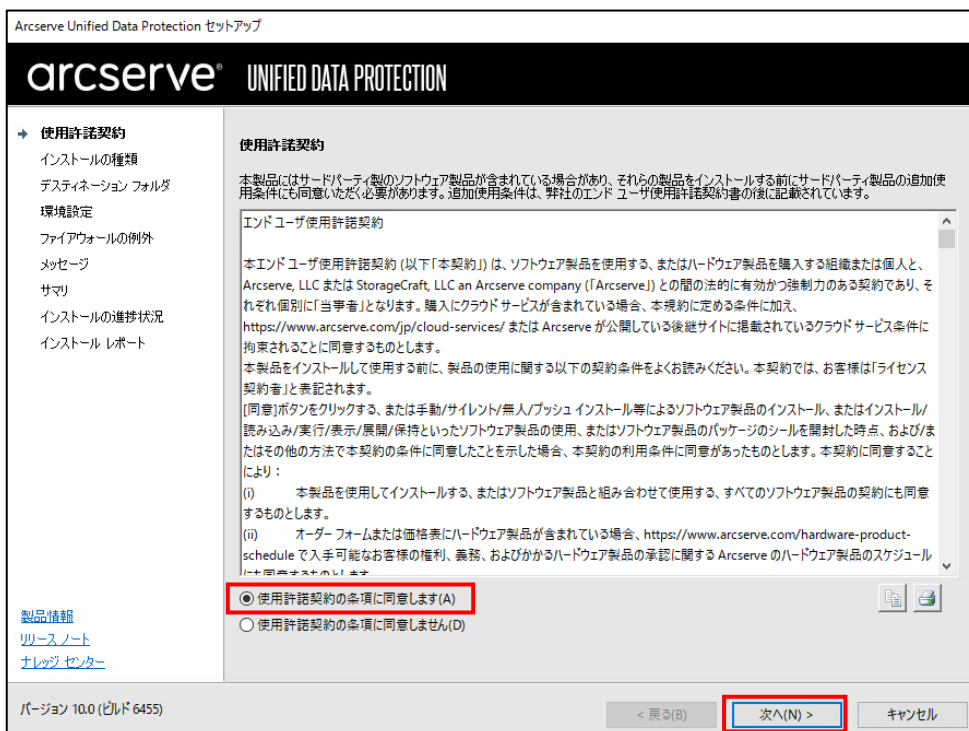 Arcserve Unified Data Protection セットアップ
arcserve® UNIFIED DATA PROTECTION
使用許諾契約
インストールの種類
デスティネーション フォルダ
環境設定
ファイアウォールの例外
メッセージ
サマリ
インストールの進捗状況
インストール レポート
製品情報
リリース ノート
ナレッジ センター
使用許諾契約
本製品にはサードパーティ製のソフトウェア製品が含まれている場合があり、それらの製品をインストールする前にサードパーティ製品の追加使
用条件にも同意いただく必要があります。追加使用条件は、弊社のエンド ユーザ使用許諾契約書の後に記載されています。
エンド ユーザ使用許諾契約
本エンド ユーザ使用許諾契約 (以下「本契約」) は、ソフトウェア製品を使用する、またはハードウェア製品を購入する組織または個人と、
Arcserve, LLC または StorageCraft, LLC an Arcserve company (「Arcserve」) との間の法的に有効かつ強制力のある契約であり、そ
れぞれ個別に「当事者」となります。購入にクラウド サービスが含まれている場合、本規約に定める条件に加え、
https://www.arcserve.com/jp/cloud-services/ または Arcserve が公開している後継サイトに掲載されているクラウド サービス条件に
拘束されることに同意するものとします。
本製品をインストールして使用する前に、製品の使用に関する以下の契約条件をよくお読みください。本契約では、お客様は「ライセンス
契約者」と表記されます。
[同意]ボタンをクリックする、または手動/サイレント/無人/プッシュ インストール等によるソフトウェア製品のインストール、またはインストール/
読み込み/実行/表示/展開/保持といったソフトウェア製品の使用、またはソフトウェア製品のパッケージのシールを開封した時点、および/ま
たはその他の方法で本契約の条件に同意したことを示した場合、本契約の利用条件に同意があったものとします。本契約に同意すること
により：
(i) 本製品を使用してインストールする、またはソフトウェア製品と組み合わせて使用する、すべてのソフトウェア製品の契約にも同意
するものとします。
(ii) オーダー フォームまたは価格表にハードウェア製品が含まれている場合、https://www.arcserve.com/hardware-product-
schedule で入手可能なお客様の権利、義務、およびかかるハードウェア製品の承認に関する Arcserve のハードウェア製品のスケジュール
にも同意するものとします
使用許諾契約の条項に同意します(A)
使用許諾契約の条項に同意しません(D)
バージョン 10.0 (ビルド 6455)
< 戻る(B)
次へ(N) >
キャンセル